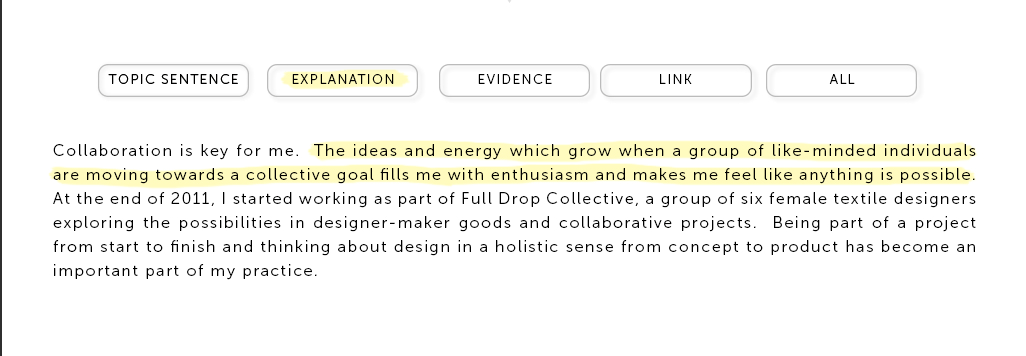 TOPIC SENTENCE EXPLANATION EVIDENCE LINK ALL
Collaboration is key for me.  The ideas and energy which grow when a group of like-minded individuals
are moving towards a collective goal fills me with enthusiasm and makes me feel like anything is possible.
At the end of 2011, I started working as part of Full Drop Collective, a group of six female textile designers
exploring the possibilities in designer-maker goods and collaborative projects.  Being part of a project
from start to finish and thinking about design in a holistic sense from concept to product has become an
important part of my practice.